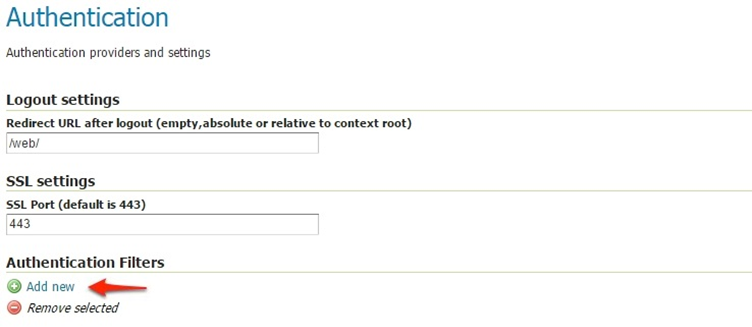 Authentication
Authentication providers and settings
Logout settings
Redirect URL after logout (empty,absolute or relative to context root)
/web/
SSL settings
SSL Port (default is 443)
443
Authentication Filters
Add new
Remove selected